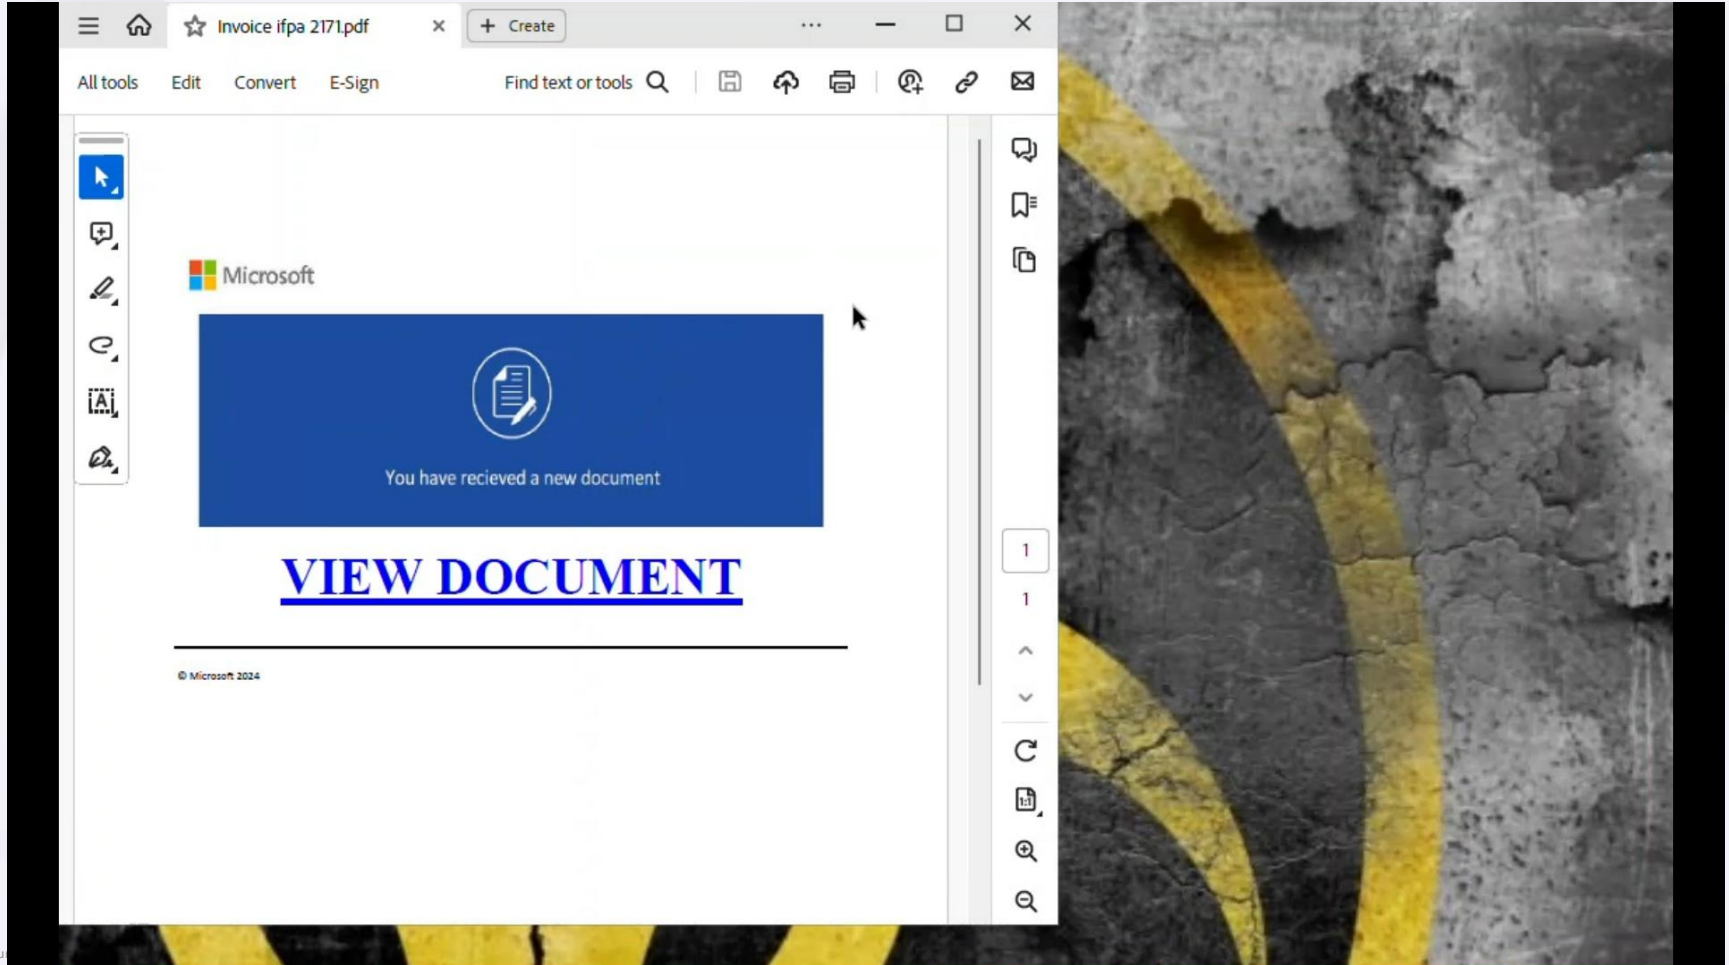 Invoice ifpa 2171.pdf
+ Create
All tools Edit Convert E-Sign Find text or tools
Microsoft
You have recieved a new document
VIEW DOCUMENT
© Microsoft 2024
1
1